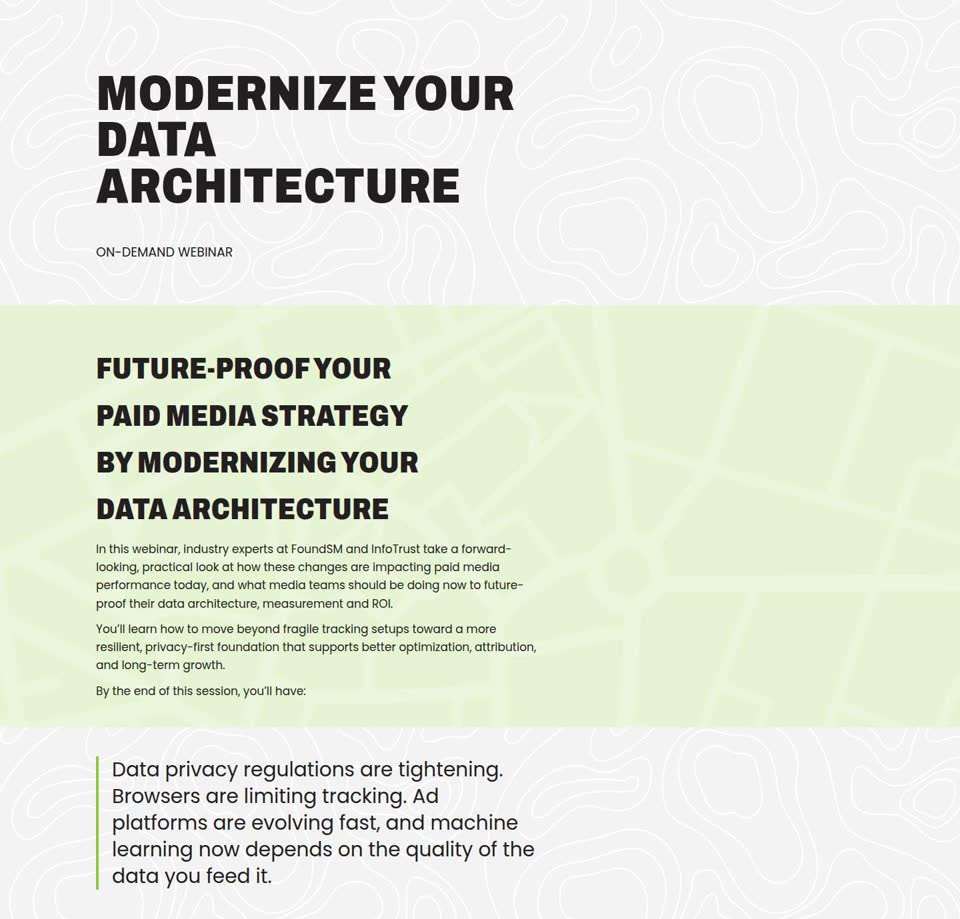 MODERNIZE YOUR
DATA
ARCHITECTURE
ON-DEMAND WEBINAR
FUTURE-PROOF YOUR
PAID MEDIA STRATEGY
BY MODERNIZING YOUR
DATA ARCHITECTURE
In this webinar, industry experts at FoundSM and InfoTrust take a forward-
looking, practical look at how these changes are impacting paid media
performance today, and what media teams should be doing now to future-
proof their data architecture, measurement and ROI.
You’ll learn how to move beyond fragile tracking setups toward a more
resilient, privacy-first foundation that supports better optimization, attribution,
and long-term growth.
By the end of this session, you’ll have:
Data privacy regulations are tightening.
Browsers are limiting tracking. Ad
platforms are evolving fast, and machine
learning now depends on the quality of the
data you feed it.